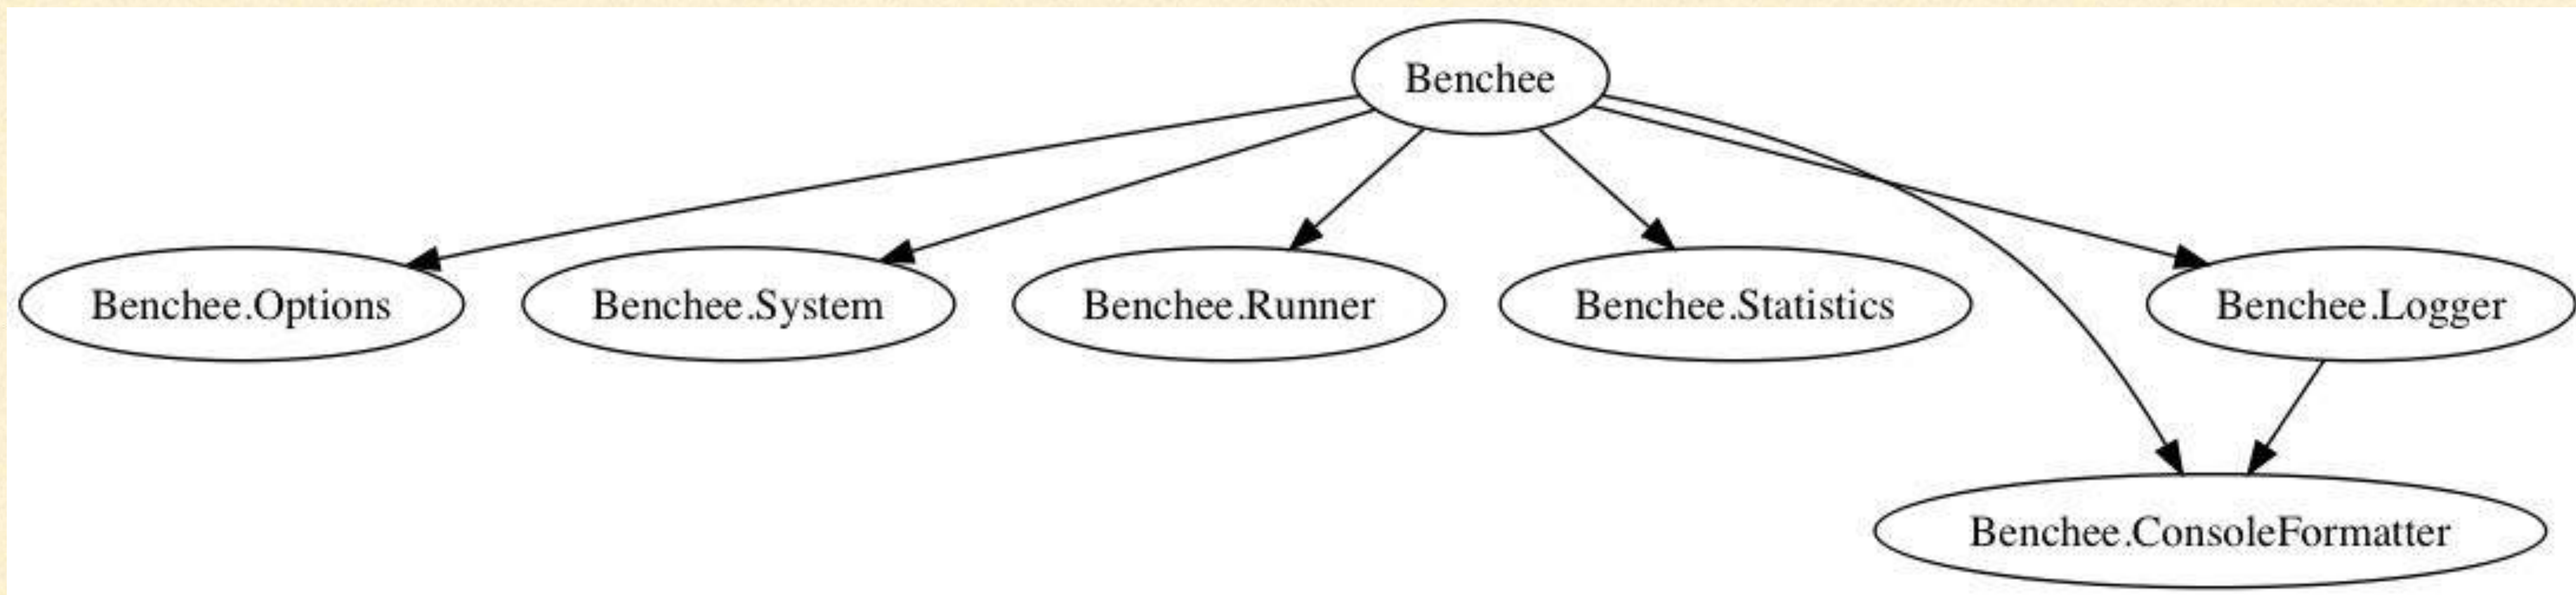 Benchee
Benchee.Options
Benchee.System
Benchee.Runner
Benchee.Statistics
Benchee.Logger
Benchee.ConsoleFormatter